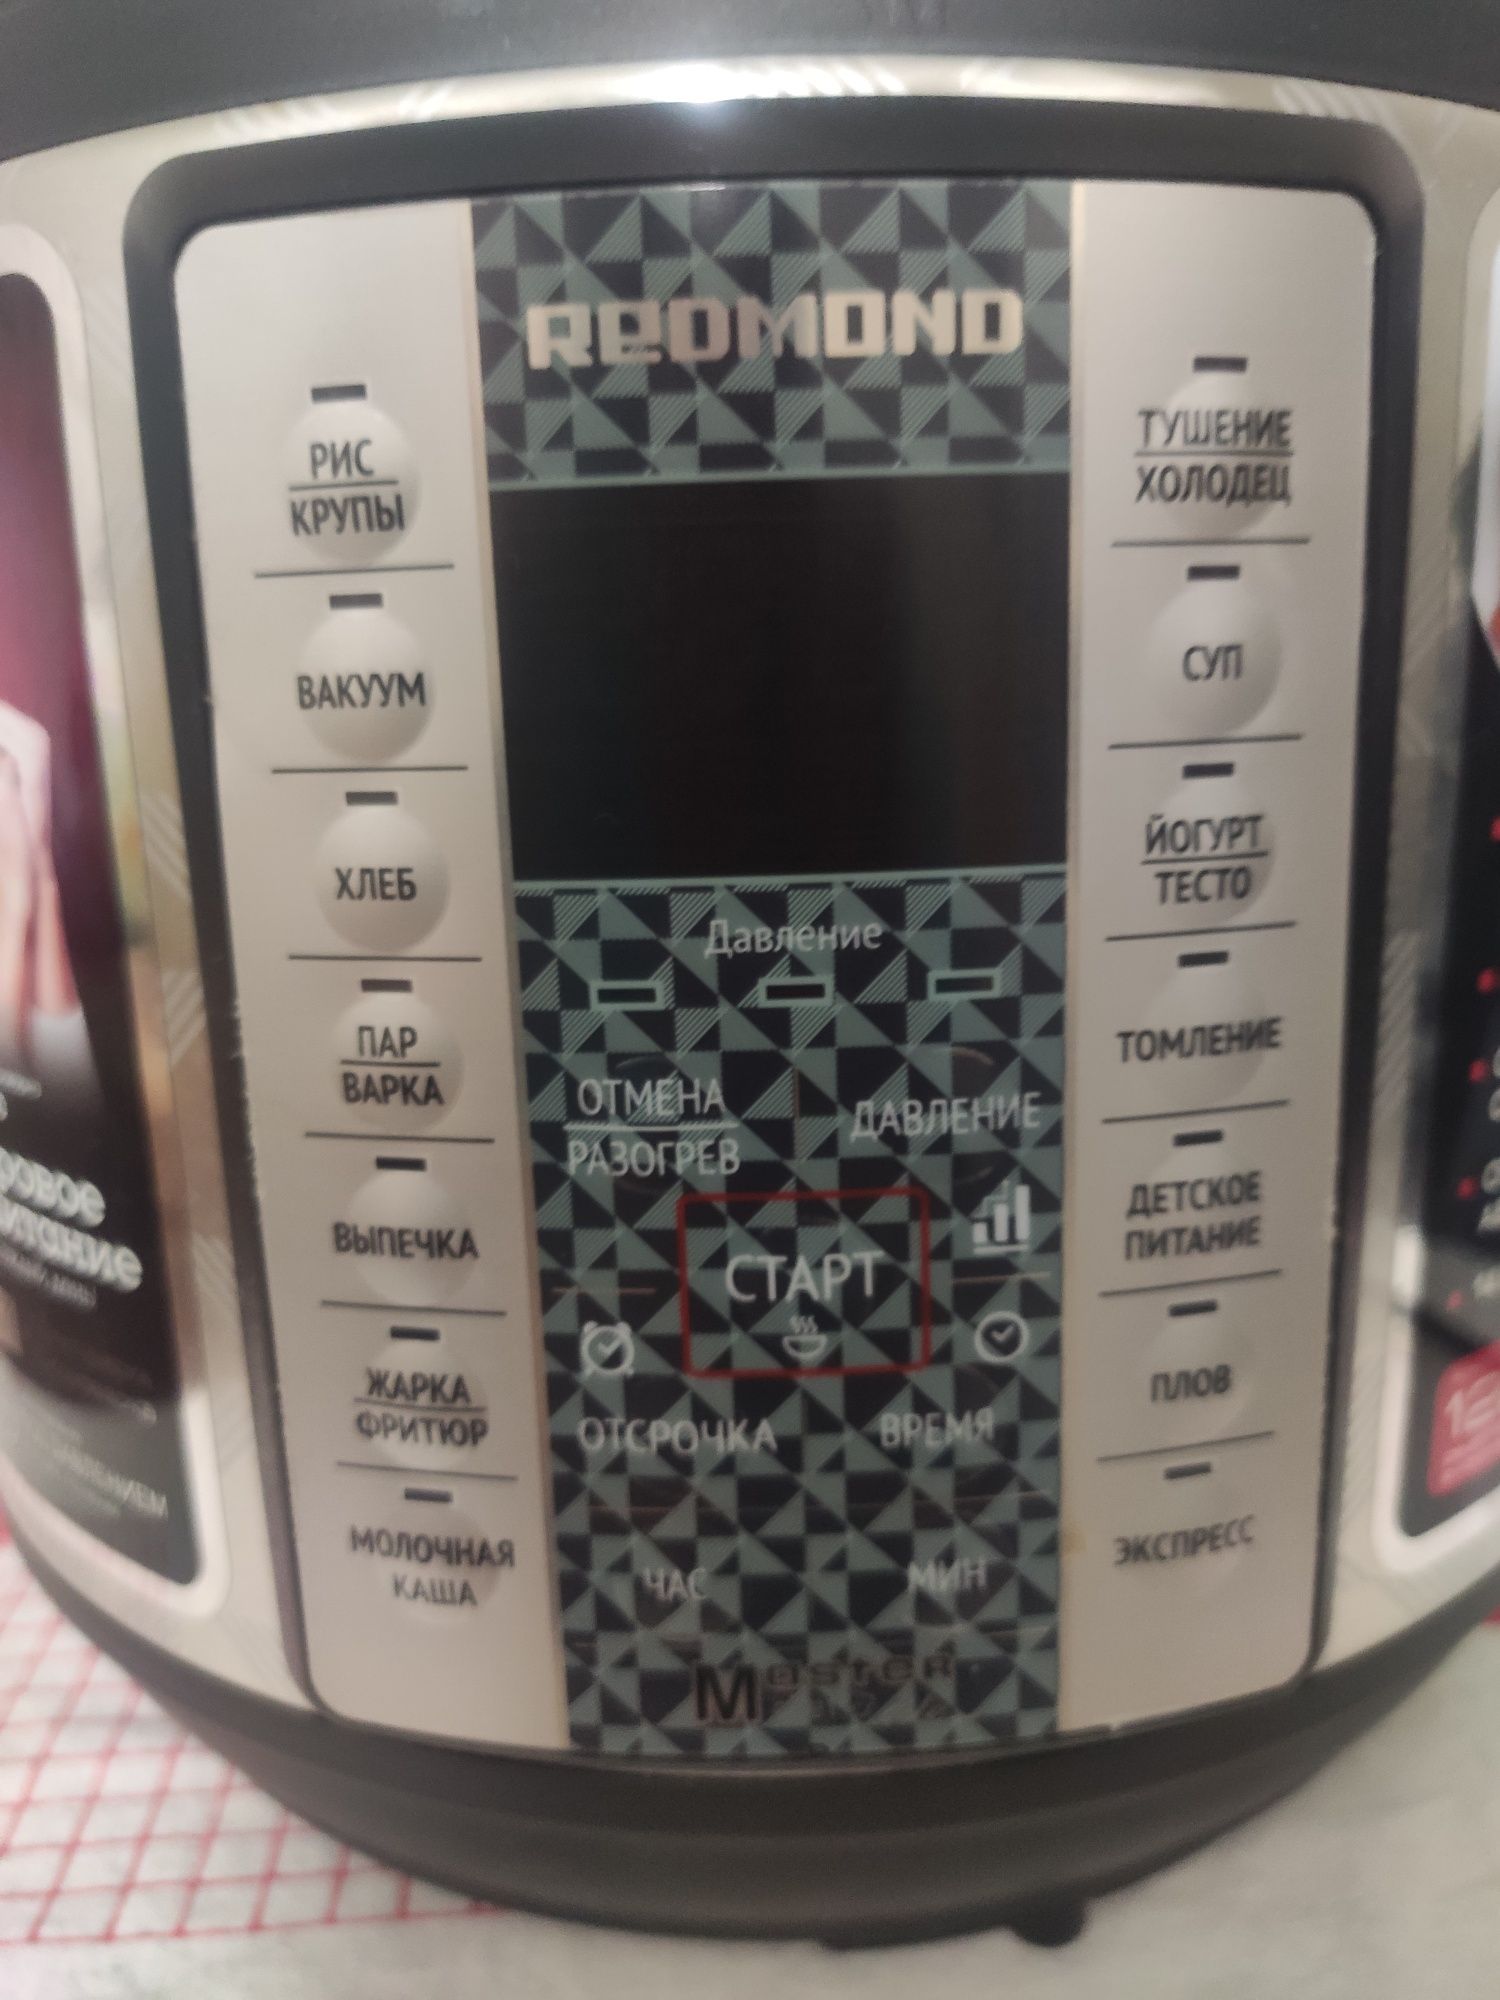 REDMOND
РИС
КРУПЫ
ВАКУУМ
ХЛЕБ
ПАР
ВАРКА
ВЫПЕЧКА
ЖАРКА
ФРИТЮР
МОЛОЧНАЯ
КАША
Давление
ОТМЕНА
РАЗОГРЕВ
ДАВЛЕНИЕ
СТАРТ
ОТСРОЧКА
ВРЕМЯ
ЧАС
МИН
Master
ТУШЕНИЕ
ХОЛОДЕЦ
СУП
ЙОГУРТ
ТЕСТО
ТОМЛЕНИЕ
ДЕТСКОЕ
ПИТАНИЕ
ПЛОВ
ЭКСПРЕСС